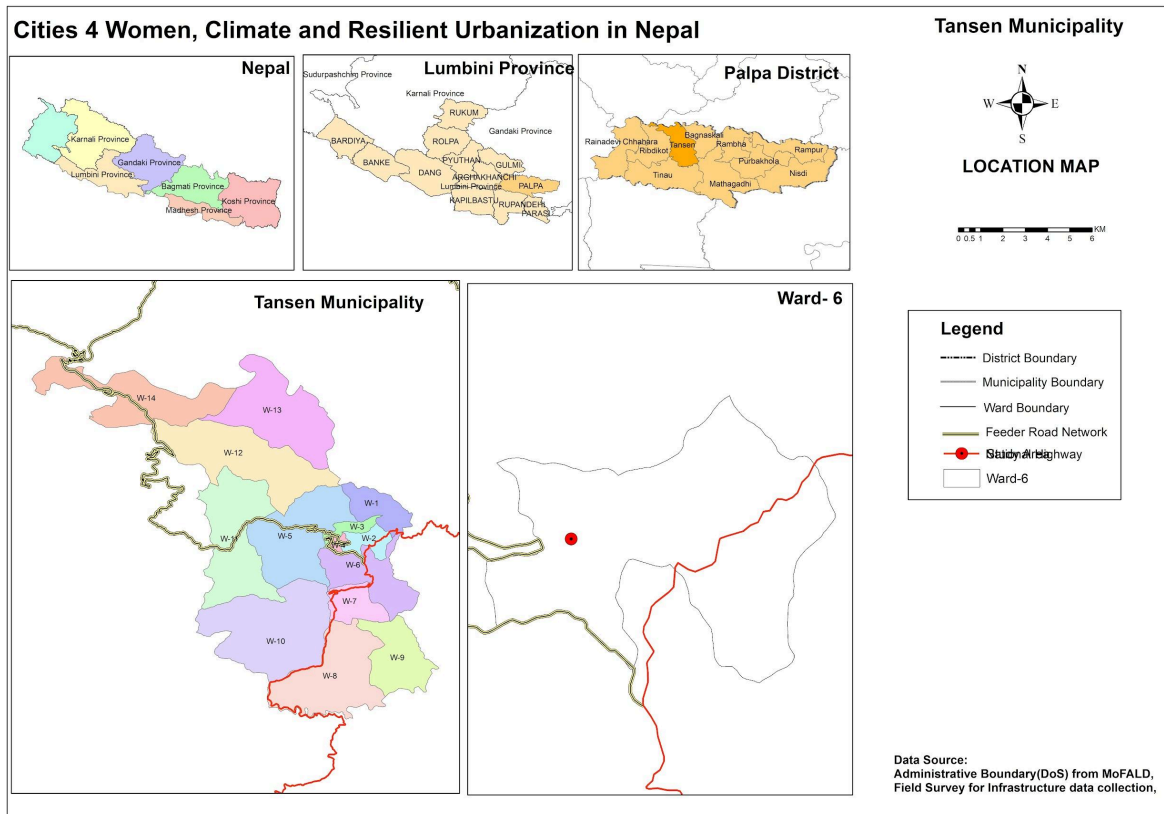 Cities 4 Women, Climate and Resilient Urbanization in Nepal
Tansen Municipality
Nepal
Karnali Province
Gandaki Province
Lumbini Province
Bagmati Province
Koshi Province
Madhesh Province
Lumbini Province
Sudurpashchim Province
Karnali Province
RUKUM
Gandaki Province
BARDIYA
ROLPA
BANKE
PYUTHAN
GULMI
DANG
ARGHAKHANCHI
Lumbini Province
PALPA
KAPILBASTU
RUPANDEHI
PARASI
Palpa District
Bagnaskali
Rainadevi Chhahara
Tansen
Rambha
Rampur
Ribdikot
Purbakhola
Tinau
Nisdi
Mathagadhi
N
W
E
S
LOCATION MAP
0 0.5 1 2 3 4 5 6
KM
Tansen Municipality
W-14
W-13
W-12
W-1
W-3
W-11
W-5
W-2
W-4
W-6
W-7
W-10
W-9
W-8
Ward- 6
Legend
District Boundary
Municipality Boundary
Ward Boundary
Feeder Road Network
National Highway
Study Area
Ward-6
Data Source:
Administrative Boundary(DoS) from MoFALD,
Field Survey for Infrastructure data collection,